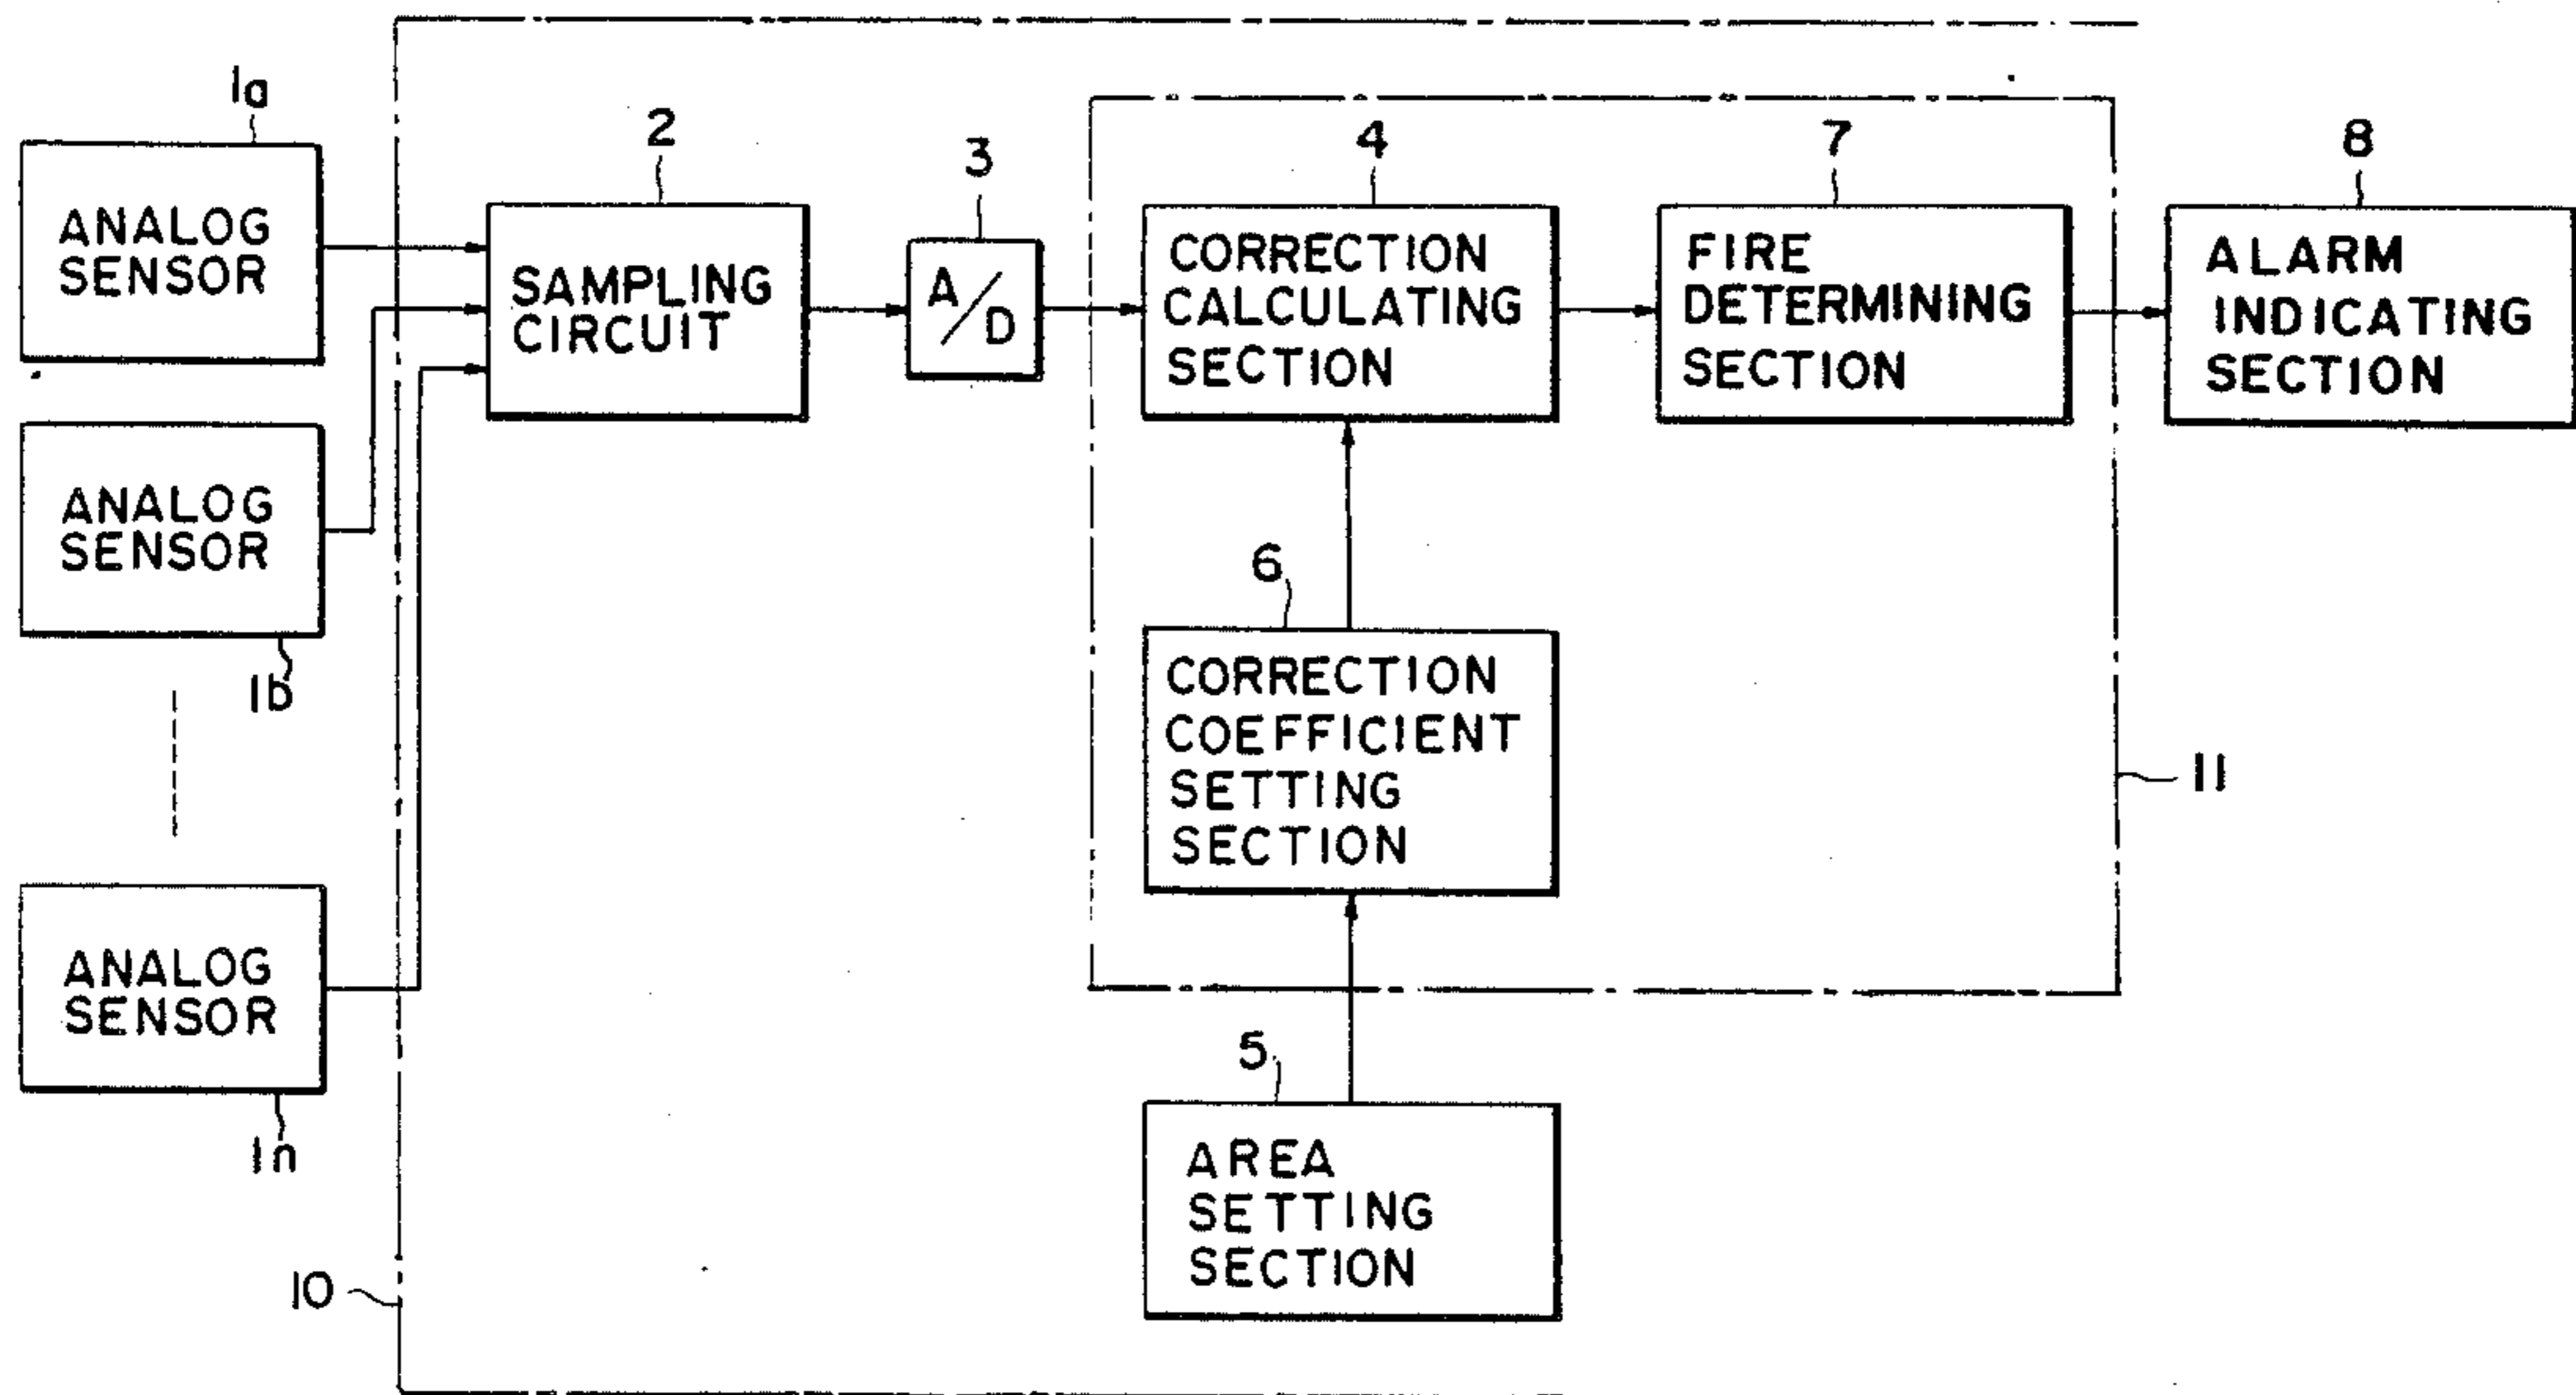 1a
ANALOG
SENSOR
2
SAMPLING
CIRCUIT
3
A/D
4
CORRECTION
CALCULATING
SECTION
7
FIRE
DETERMINING
SECTION
8
ALARM
INDICATING
SECTION
ANALOG
SENSOR
1b
6
CORRECTION
COEFFICIENT
SETTING
SECTION
11
ANALOG
SENSOR
1n
5
AREA
SETTING
SECTION
10